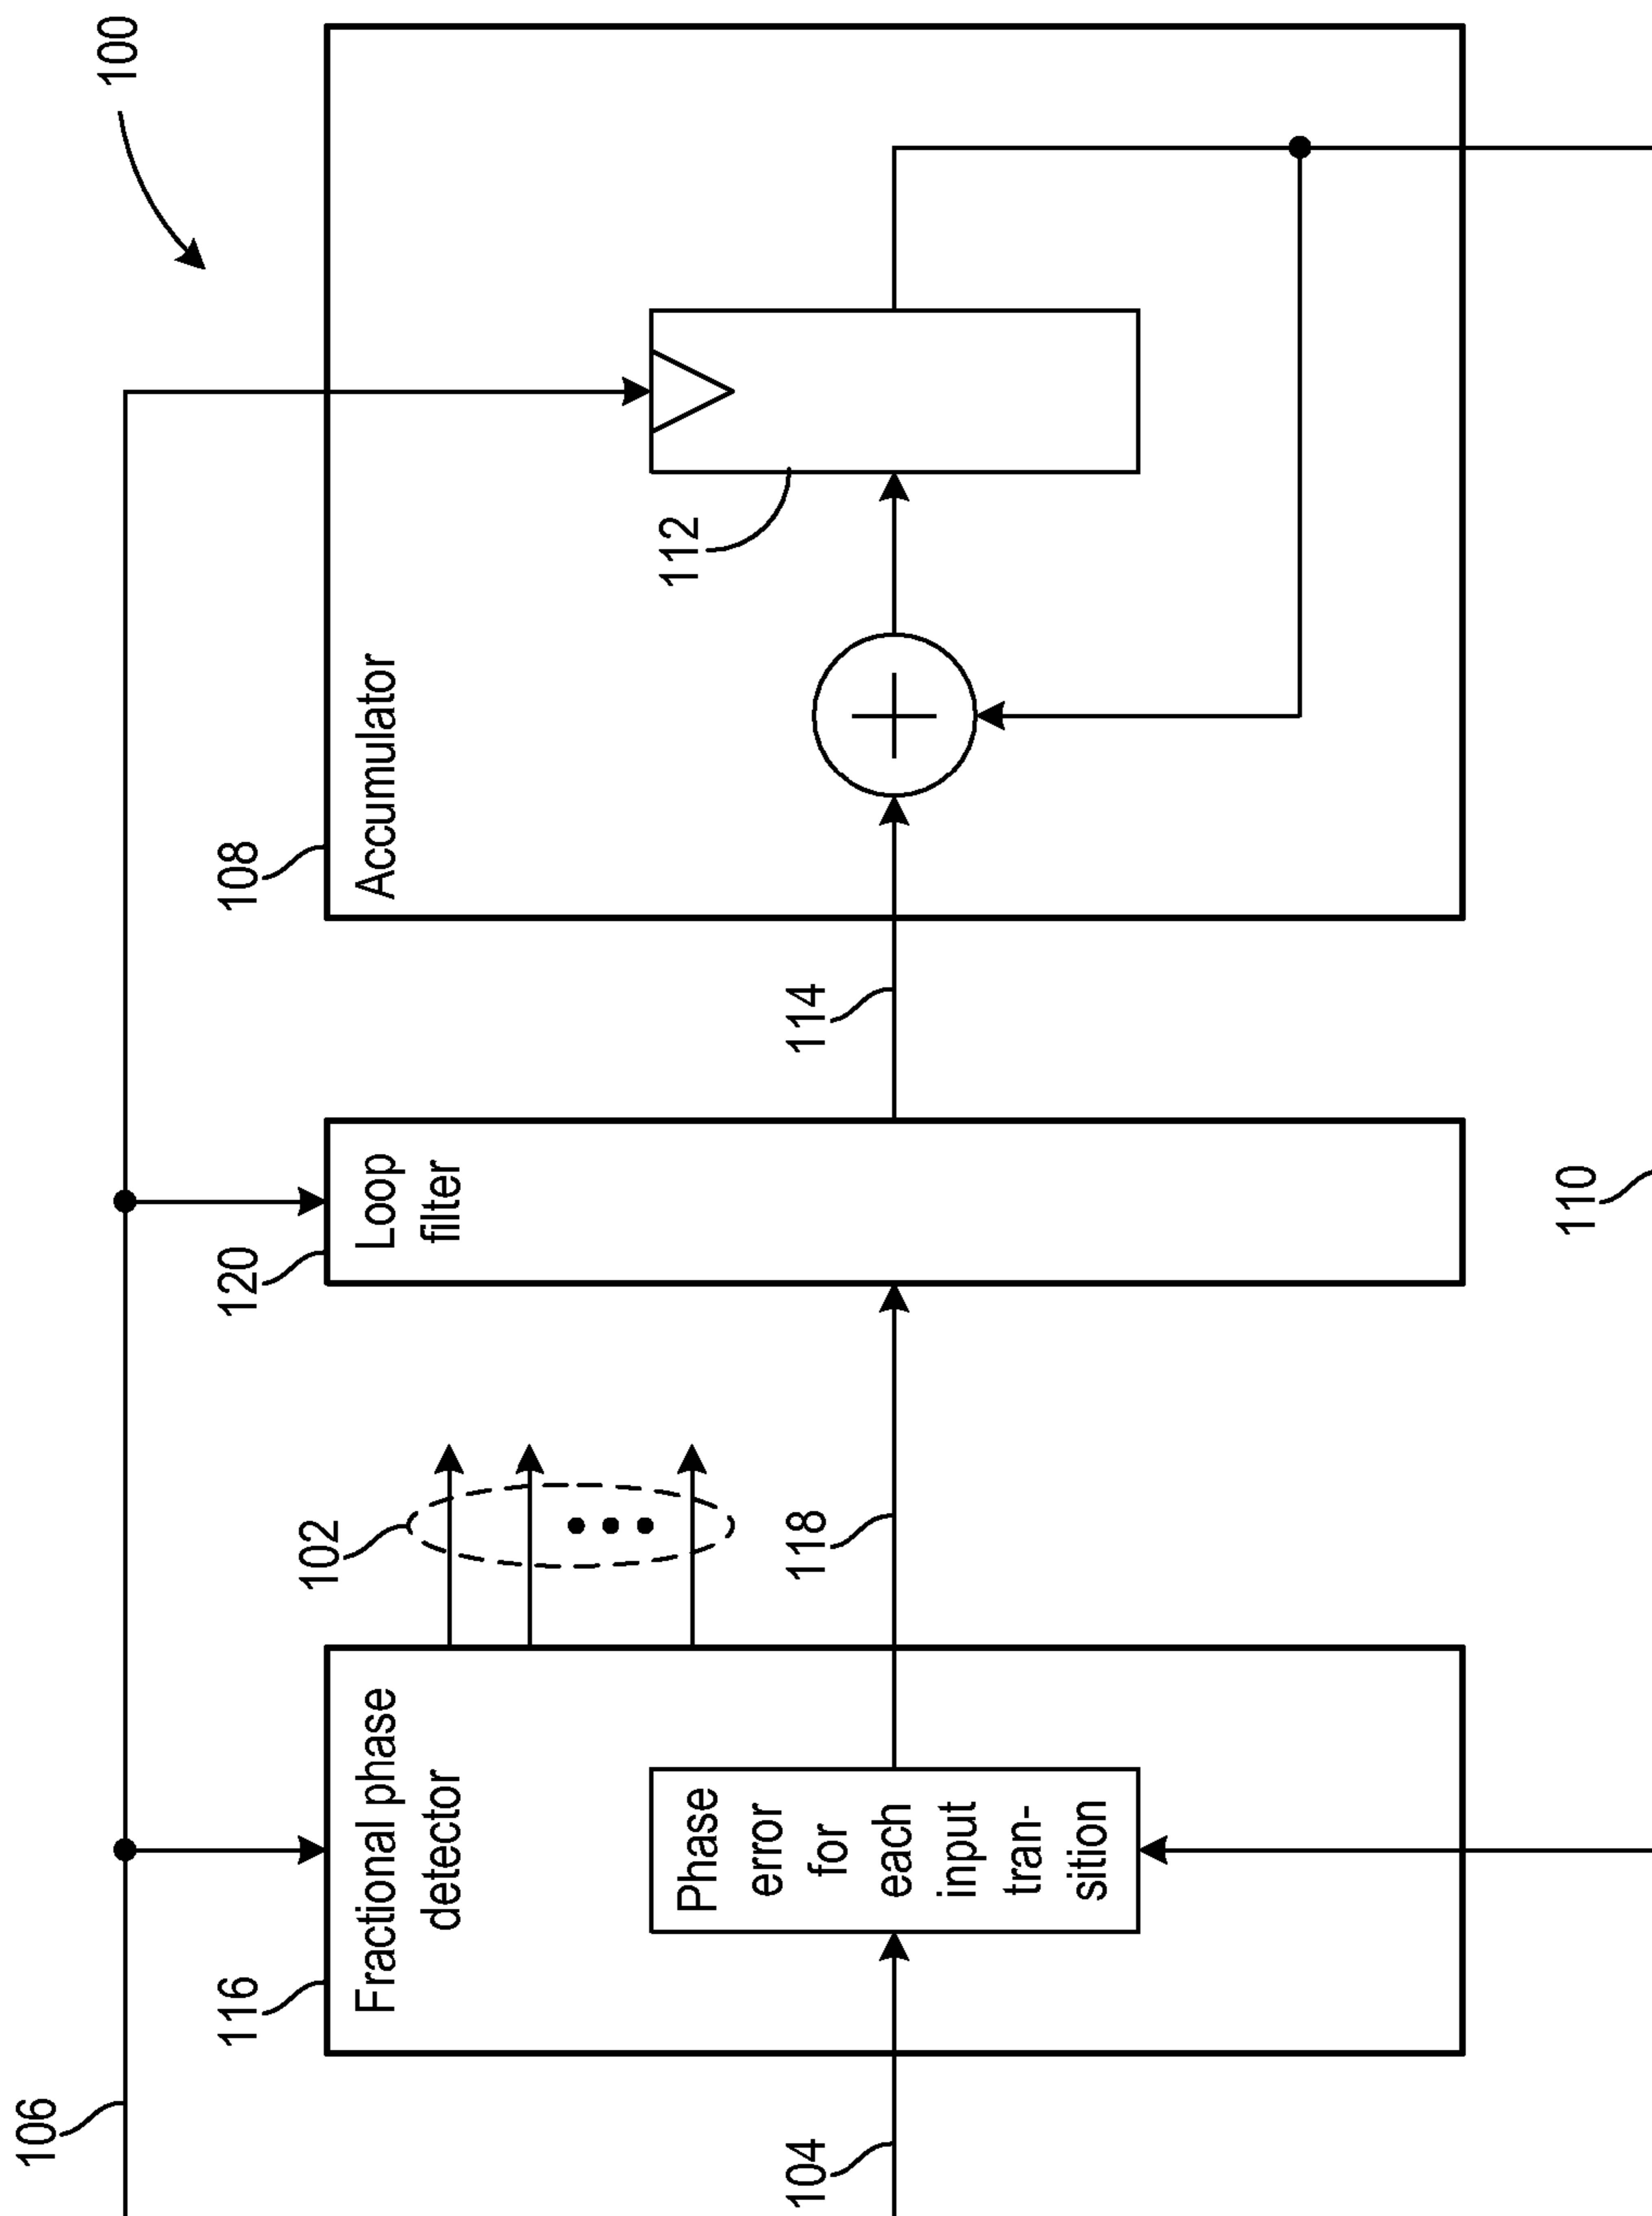 100
106
116
Fractional phase
detector
102
120
Loop
filter
108
Accumulator
112
104
Phase
error
for
each
input
tran-
sition
118
114
110